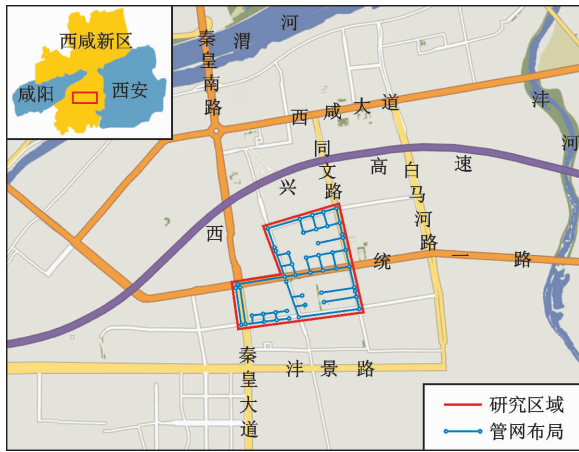 西咸新区
咸阳
西安
秦皇南路
渭河
西咸大道
沣河
同文路
西兴高速
白马河路
统一路
秦皇大道
沣景路
研究区域
管网布局